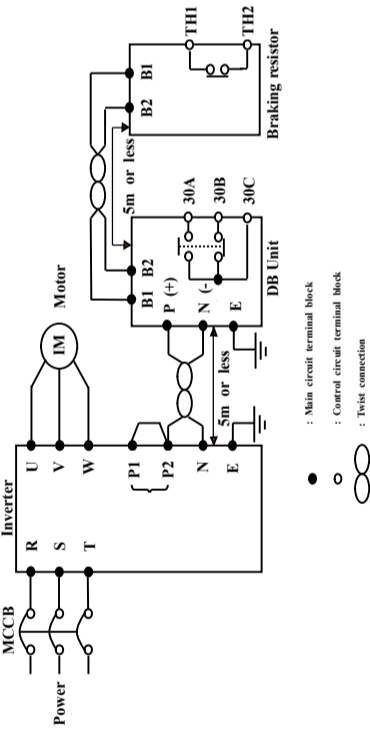 MCCB
Power
Inverter
R
S
T
U
V
W
P1
P2
N
E
Motor
IM
5m or less
B1
B2
P (+)
N (-
E
30A
30B
30C
DB Unit
5m or less
B1
B2
TH1
TH2
Braking resistor
: Main circuit terminal block
: Control circuit terminal block
: Twist connection